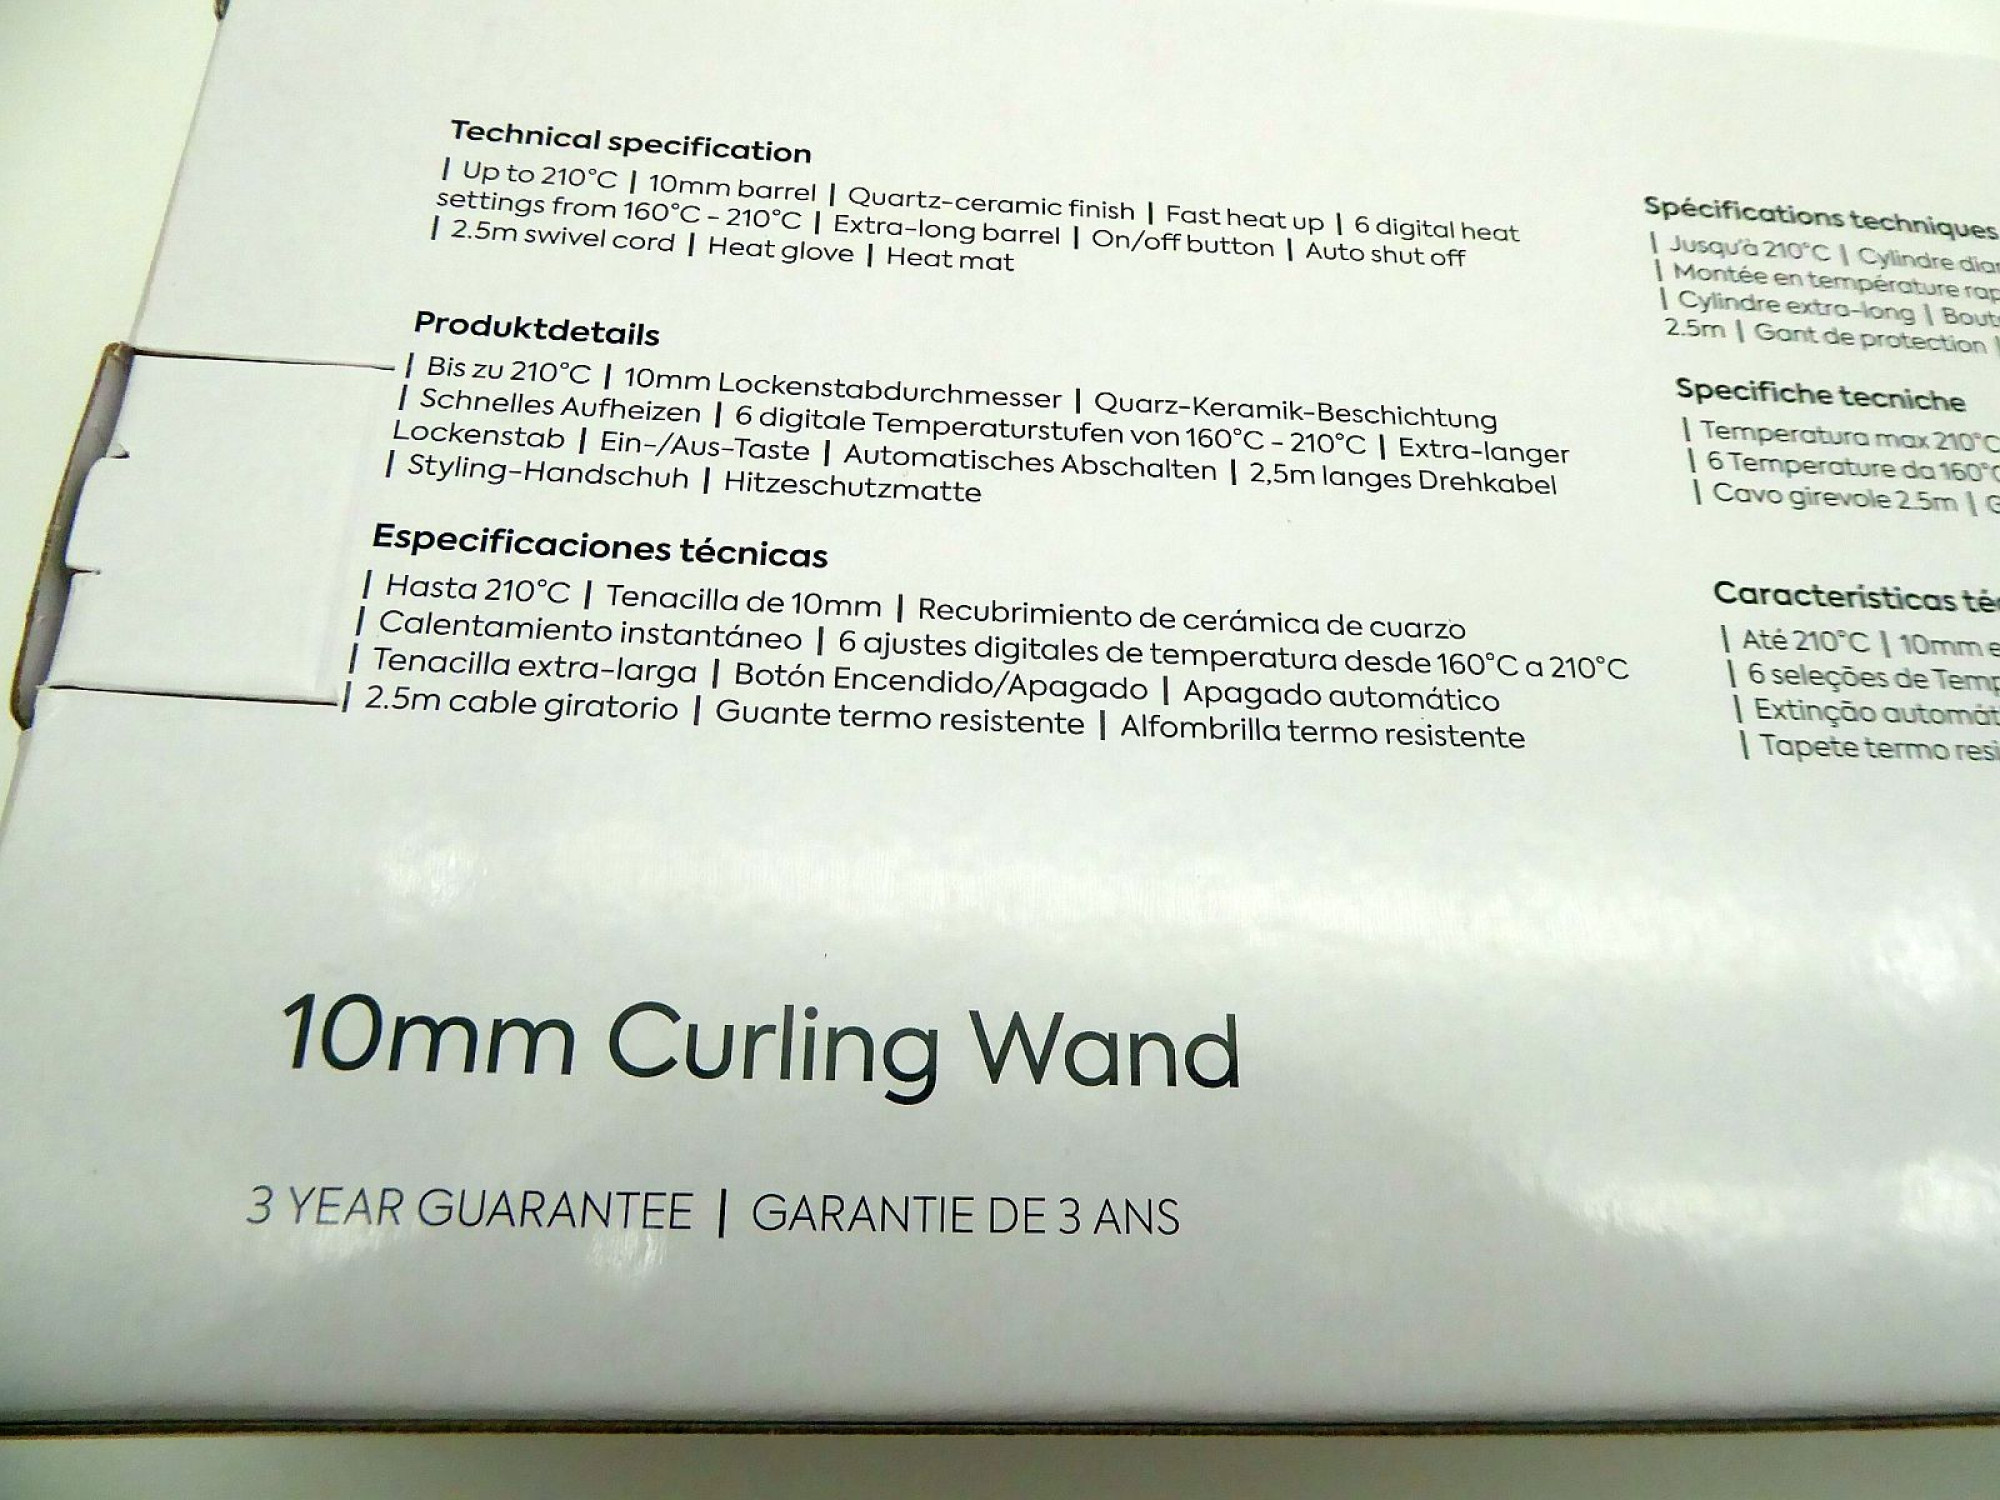 Technical specification
| Up to 210°C | 10mm barrel | Quartz-ceramic finish | Fast heat up | 6 digital heat
settings from 160°C - 210°C | Extra-long barrel | On/off button | Auto shut off
| 2.5m swivel cord | Heat glove | Heat mat
Produktdetails
| Bis zu 210°C | 10mm Lockenstabdurchmesser | Quarz-Keramik-Beschichtung
| Schnelles Aufheizen | 6 digitale Temperaturstufen von 160°C - 210°C | Extra-langer
Lockenstab | Ein-/Aus-Taste | Automatisches Abschalten | 2,5m langes Drehkabel
| Styling-Handschuh | Hitzeschutzmatte
Especificaciones técnicas
| Hasta 210°C | Tenacilla de 10mm | Recubrimiento de cerámica de cuarzo
| Calentamiento instantáneo | 6 ajustes digitales de temperatura desde 160°C a 210°C
| Tenacilla extra-larga | Botón Encendido/Apagado | Apagado automático
| 2.5m cable giratorio | Guante termo resistente | Alfombrilla termo resistente
Spécifications techniques
| Jusqu'à 210°C | Cylindre
| Montée en température
| Cylindre extra-long |
2.5m | Gant de protection |
Specifiche tecniche
| Temperatura max 210°C
| 6 Temperature da 160°C
| Cavo girevole 2.5m |
Características
| Até 210°C | 10mm
| 6 seleções de
| Extinção
| Tapete termo
10mm Curling Wand
3 YEAR GUARANTEE | GARANTIE DE 3 ANS